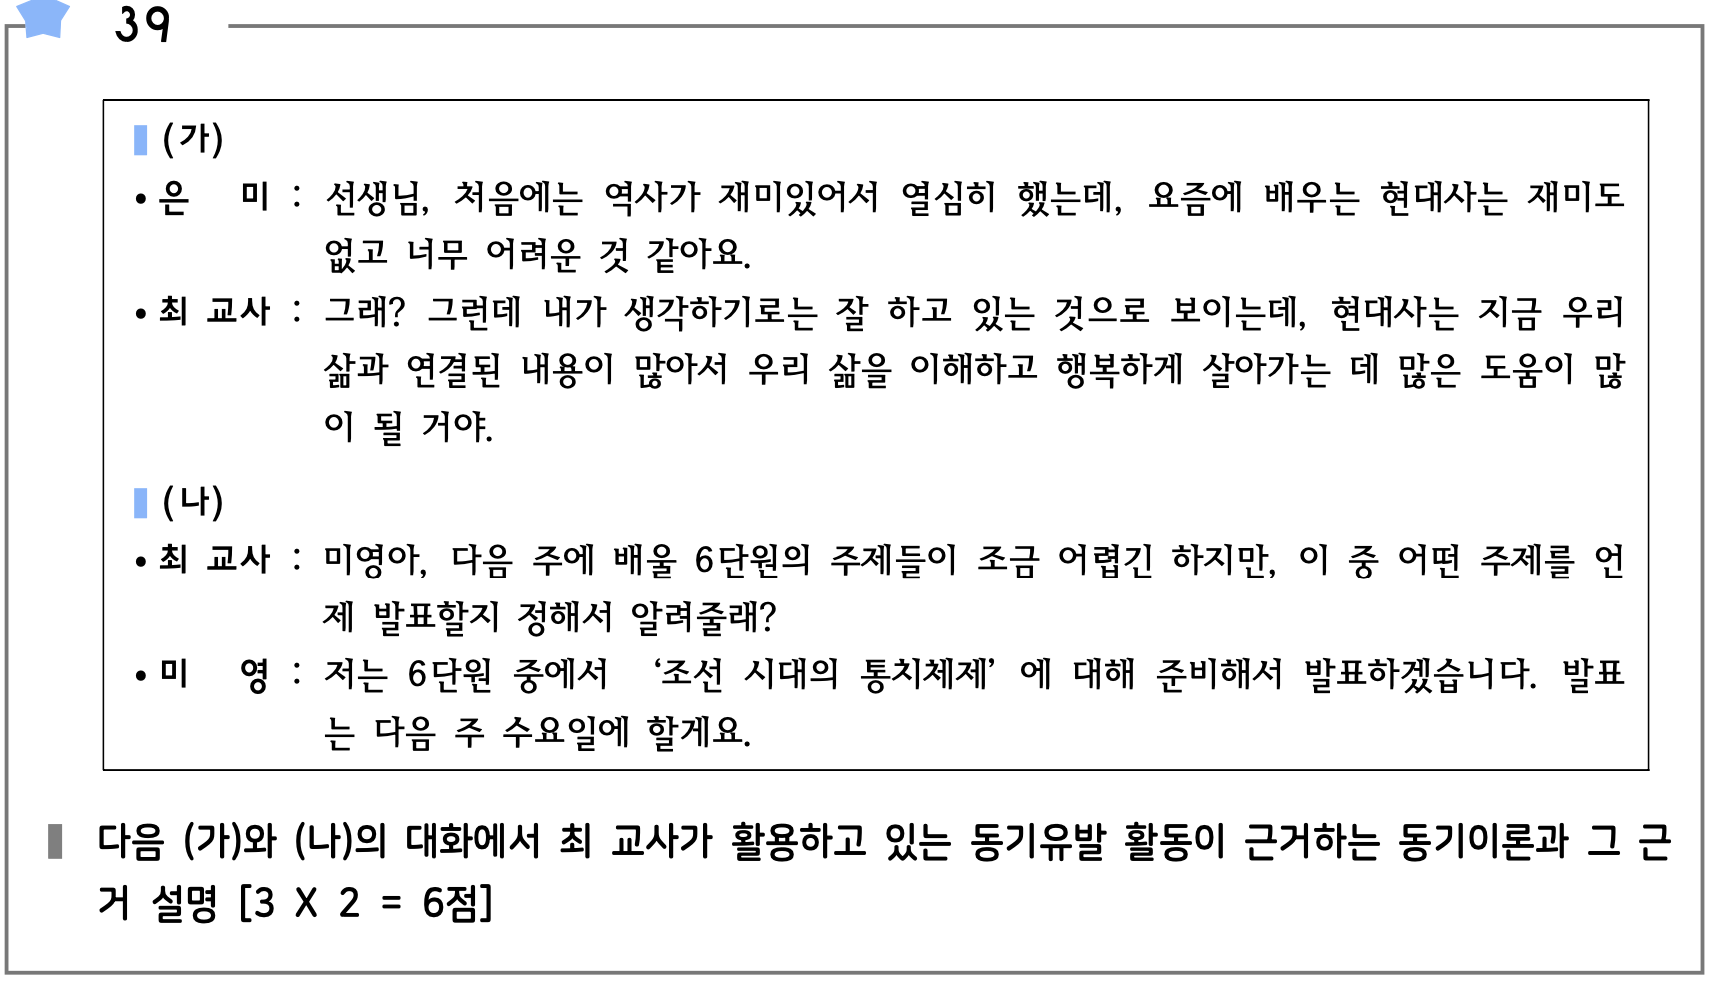 39
(가)
• 은 미 : 선생님, 처음에는 역사가 재미있어서 열심히 했는데, 요즘에 배우는 현대사는 재미도
없고 너무 어려운 것 같아요.
• 최 교사 : 그래? 그런데 내가 생각하기로는 잘 하고 있는 것으로 보이는데, 현대사는 지금 우리
삶과 연결된 내용이 많아서 우리 삶을 이해하고 행복하게 살아가는 데 많은 도움이 많
이 될 거야.
(나)
• 최 교사 : 미영아, 다음 주에 배울 6단원의 주제들이 조금 어렵긴 하지만, 이 중 어떤 주제를 언
제 발표할지 정해서 알려줄래?
• 미 영 : 저는 6단원 중에서 ‘조선 시대의 통치체제’에 대해 준비해서 발표하겠습니다. 발표
는 다음 주 수요일에 할게요.
다음 (가)와 (나)의 대화에서 최 교사가 활용하고 있는 동기유발 활동이 근거하는 동기이론과 그 근
거 설명 [3 X 2 = 6점]